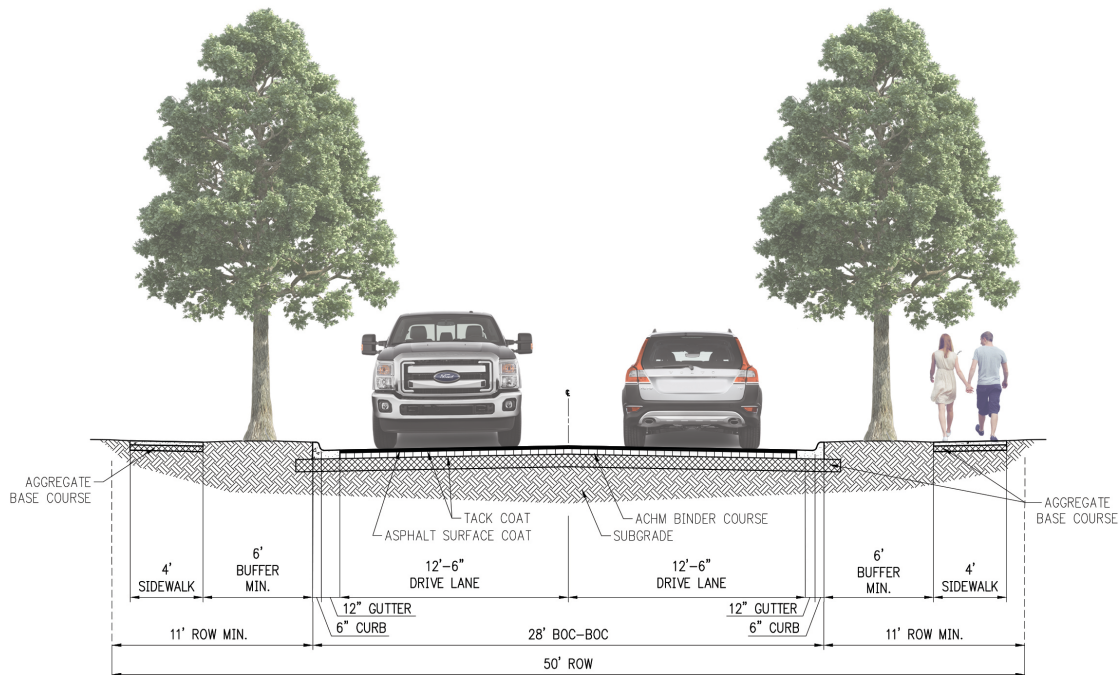 Ford
AGGREGATE
BASE COURSE
TACK COAT
ASPHALT SURFACE COAT
ACHM BINDER COURSE
SUBGRADE
AGGREGATE
BASE COURSE
4'
SIDEWALK
6'
BUFFER
MIN.
12'-6"
DRIVE LANE
12'-6"
DRIVE LANE
6'
BUFFER
MIN.
4'
SIDEWALK
12" GUTTER
6" CURB
12" GUTTER
6" CURB
11' ROW MIN.
28' BOC-BOC
11' ROW MIN.
50' ROW